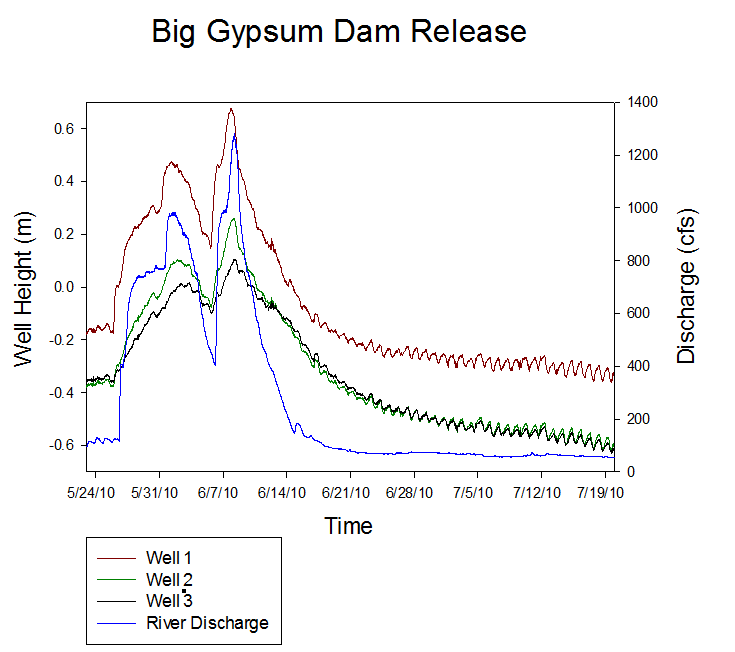 Big Gypsum Dam Release
Well Height (m)
0.6
0.4
0.2
0.0
-0.2
-0.4
-0.6
1400
1200
1000
800
600
400
200
0
Discharge (cfs)
5/24/10 5/31/10 6/7/10 6/14/10 6/21/10 6/28/10 7/5/10 7/12/10 7/19/10
Time
Well 1
Well 2
Well 3
River Discharge